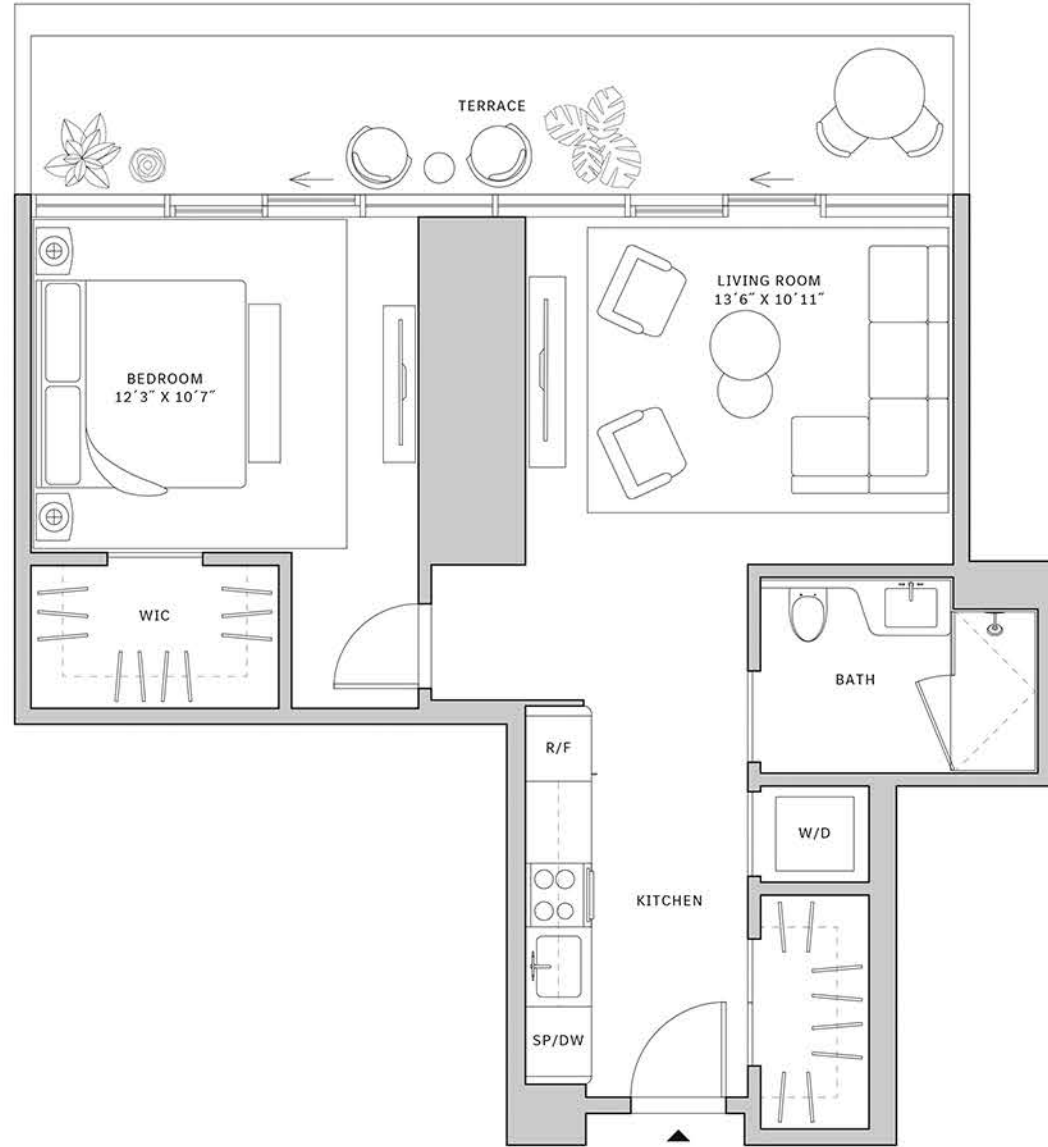 TERRACE
LIVING ROOM
13´6″ X 10´11″
BEDROOM
12´3″ X 10´7″
WIC
BATH
R/F
W/D
KITCHEN
SP/DW